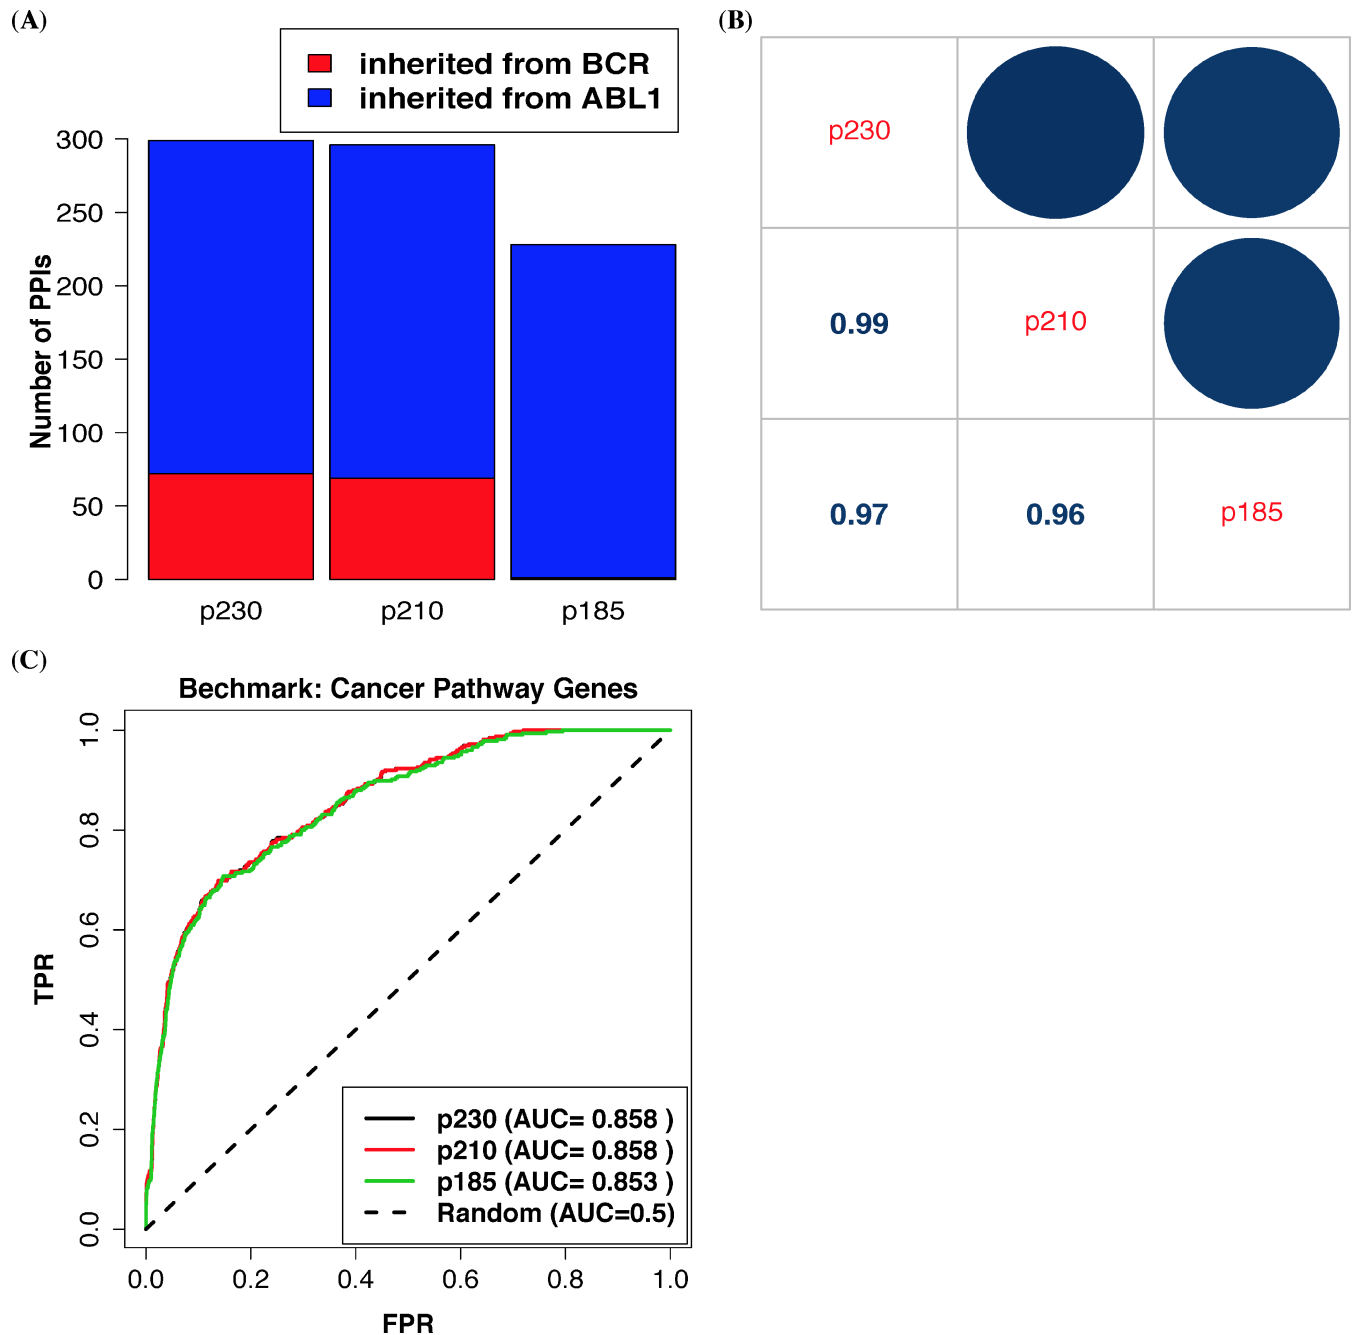 (A)
inherited from BCR
inherited from ABL1
Number of PPIs
300
250
200
150
100
50
0
p230 p210 p185
(B)
p230
0.99 p210
0.97 0.96 p185
(C)
Bechmark: Cancer Pathway Genes
TPR
1.0
0.8
0.6
0.4
0.2
0.0
p230 (AUC= 0.858 )
p210 (AUC= 0.858 )
p185 (AUC= 0.853 )
Random (AUC=0.5)
0.0 0.2 0.4 0.6 0.8 1.0
FPR